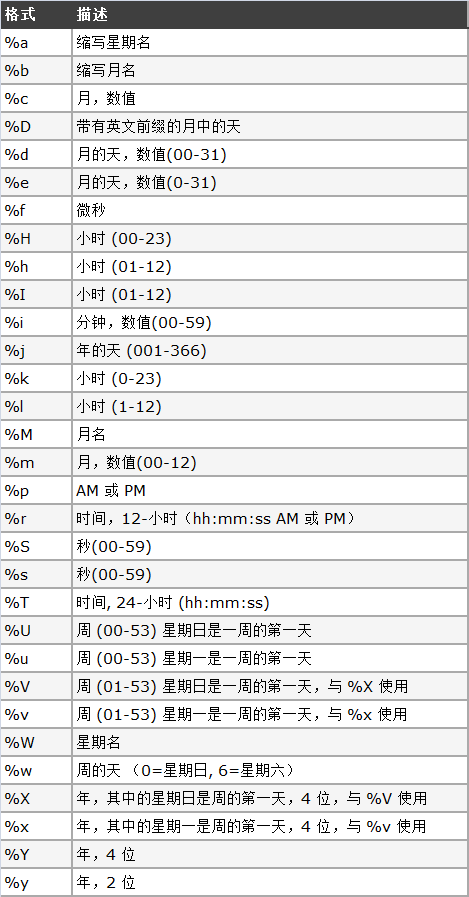 格式 描述
%a 缩写星期名
%b 缩写月名
%c 月，数值
%D 带有英文前缀的月中的天
%d 月的天，数值(00-31)
%e 月的天，数值(0-31)
%f 微秒
%H 小时 (00-23)
%h 小时 (01-12)
%I 小时 (01-12)
%i 分钟，数值(00-59)
%j 年的天 (001-366)
%k 小时 (0-23)
%l 小时 (1-12)
%M 月名
%m 月，数值(00-12)
%p AM 或 PM
%r 时间，12-小时（hh:mm:ss AM 或 PM）
%S 秒(00-59)
%s 秒(00-59)
%T 时间, 24-小时 (hh:mm:ss)
%U 周 (00-53) 星期日是一周的第一天
%u 周 (00-53) 星期一是一周的第一天
%V 周 (01-53) 星期日是一周的第一天，与 %X 使用
%v 周 (01-53) 星期一是一周的第一天，与 %x 使用
%W 星期名
%w 周的天 （0=星期日, 6=星期六）
%X 年，其中的星期日是周的第一天，4 位，与 %V 使用
%x 年，其中的星期一是周的第一天，4 位，与 %v 使用
%Y 年，4 位
%y 年，2 位